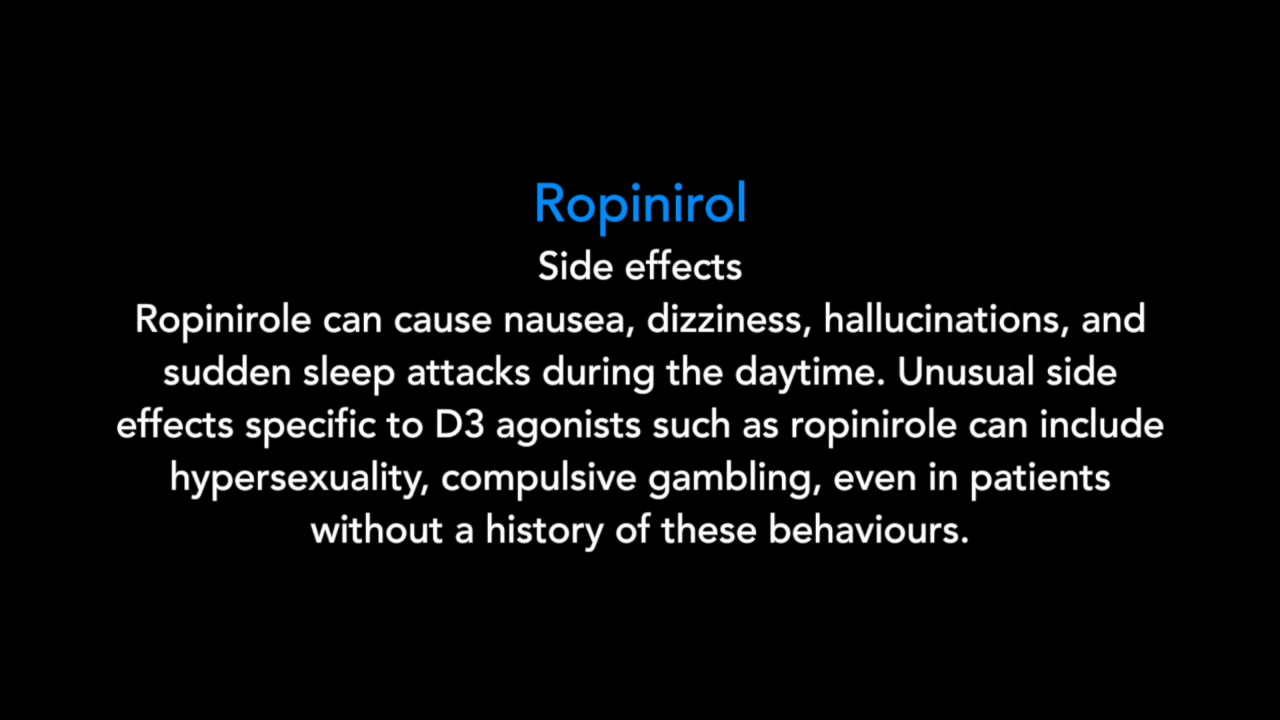 Ropinirol
Side effects
Ropinirole can cause nausea, dizziness, hallucinations, and
sudden sleep attacks during the daytime. Unusual side
effects specific to D3 agonists such as ropinirole can include
hypersexuality, compulsive gambling, even in patients
without a history of these behaviours.